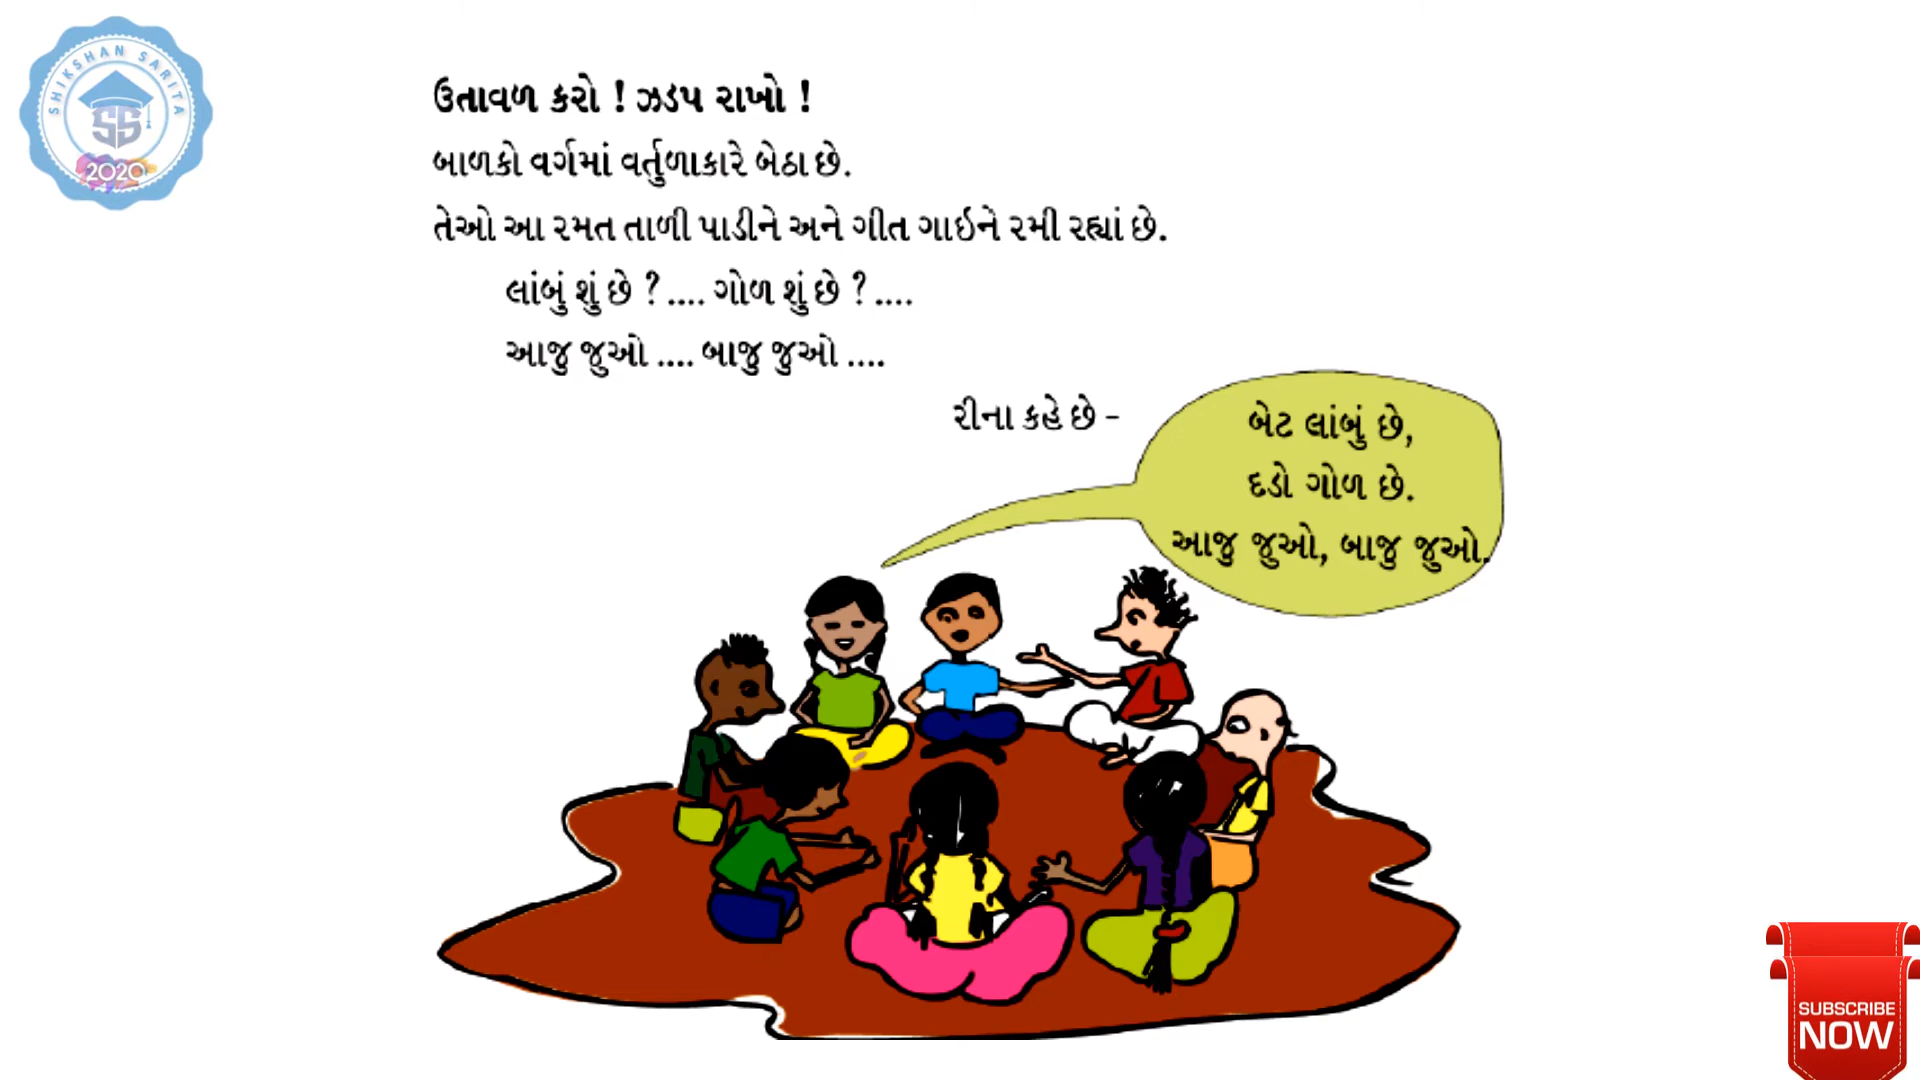 SHIKSHAN SARITA
SS
2020
ઉતાવળ કરો ! ઝડપ રાખો !
બાળકો વર્ગમાં વર્તુળાકારે બેઠા છે.
તેઓ આ રમત તાળી પાડીને અને ગીત ગાઇને રમી રહ્યાં છે.
લાંબું શું છે ?.... ગોળ શું છે ?....
આજુ જુઓ .... બાજુ જુઓ ....
રીના કહે છે -
બેટ લાંબું છે,
દડો ગોળ છે.
આજુ જુઓ, બાજુ જુઓ.
SUBSCRIBE
NOW